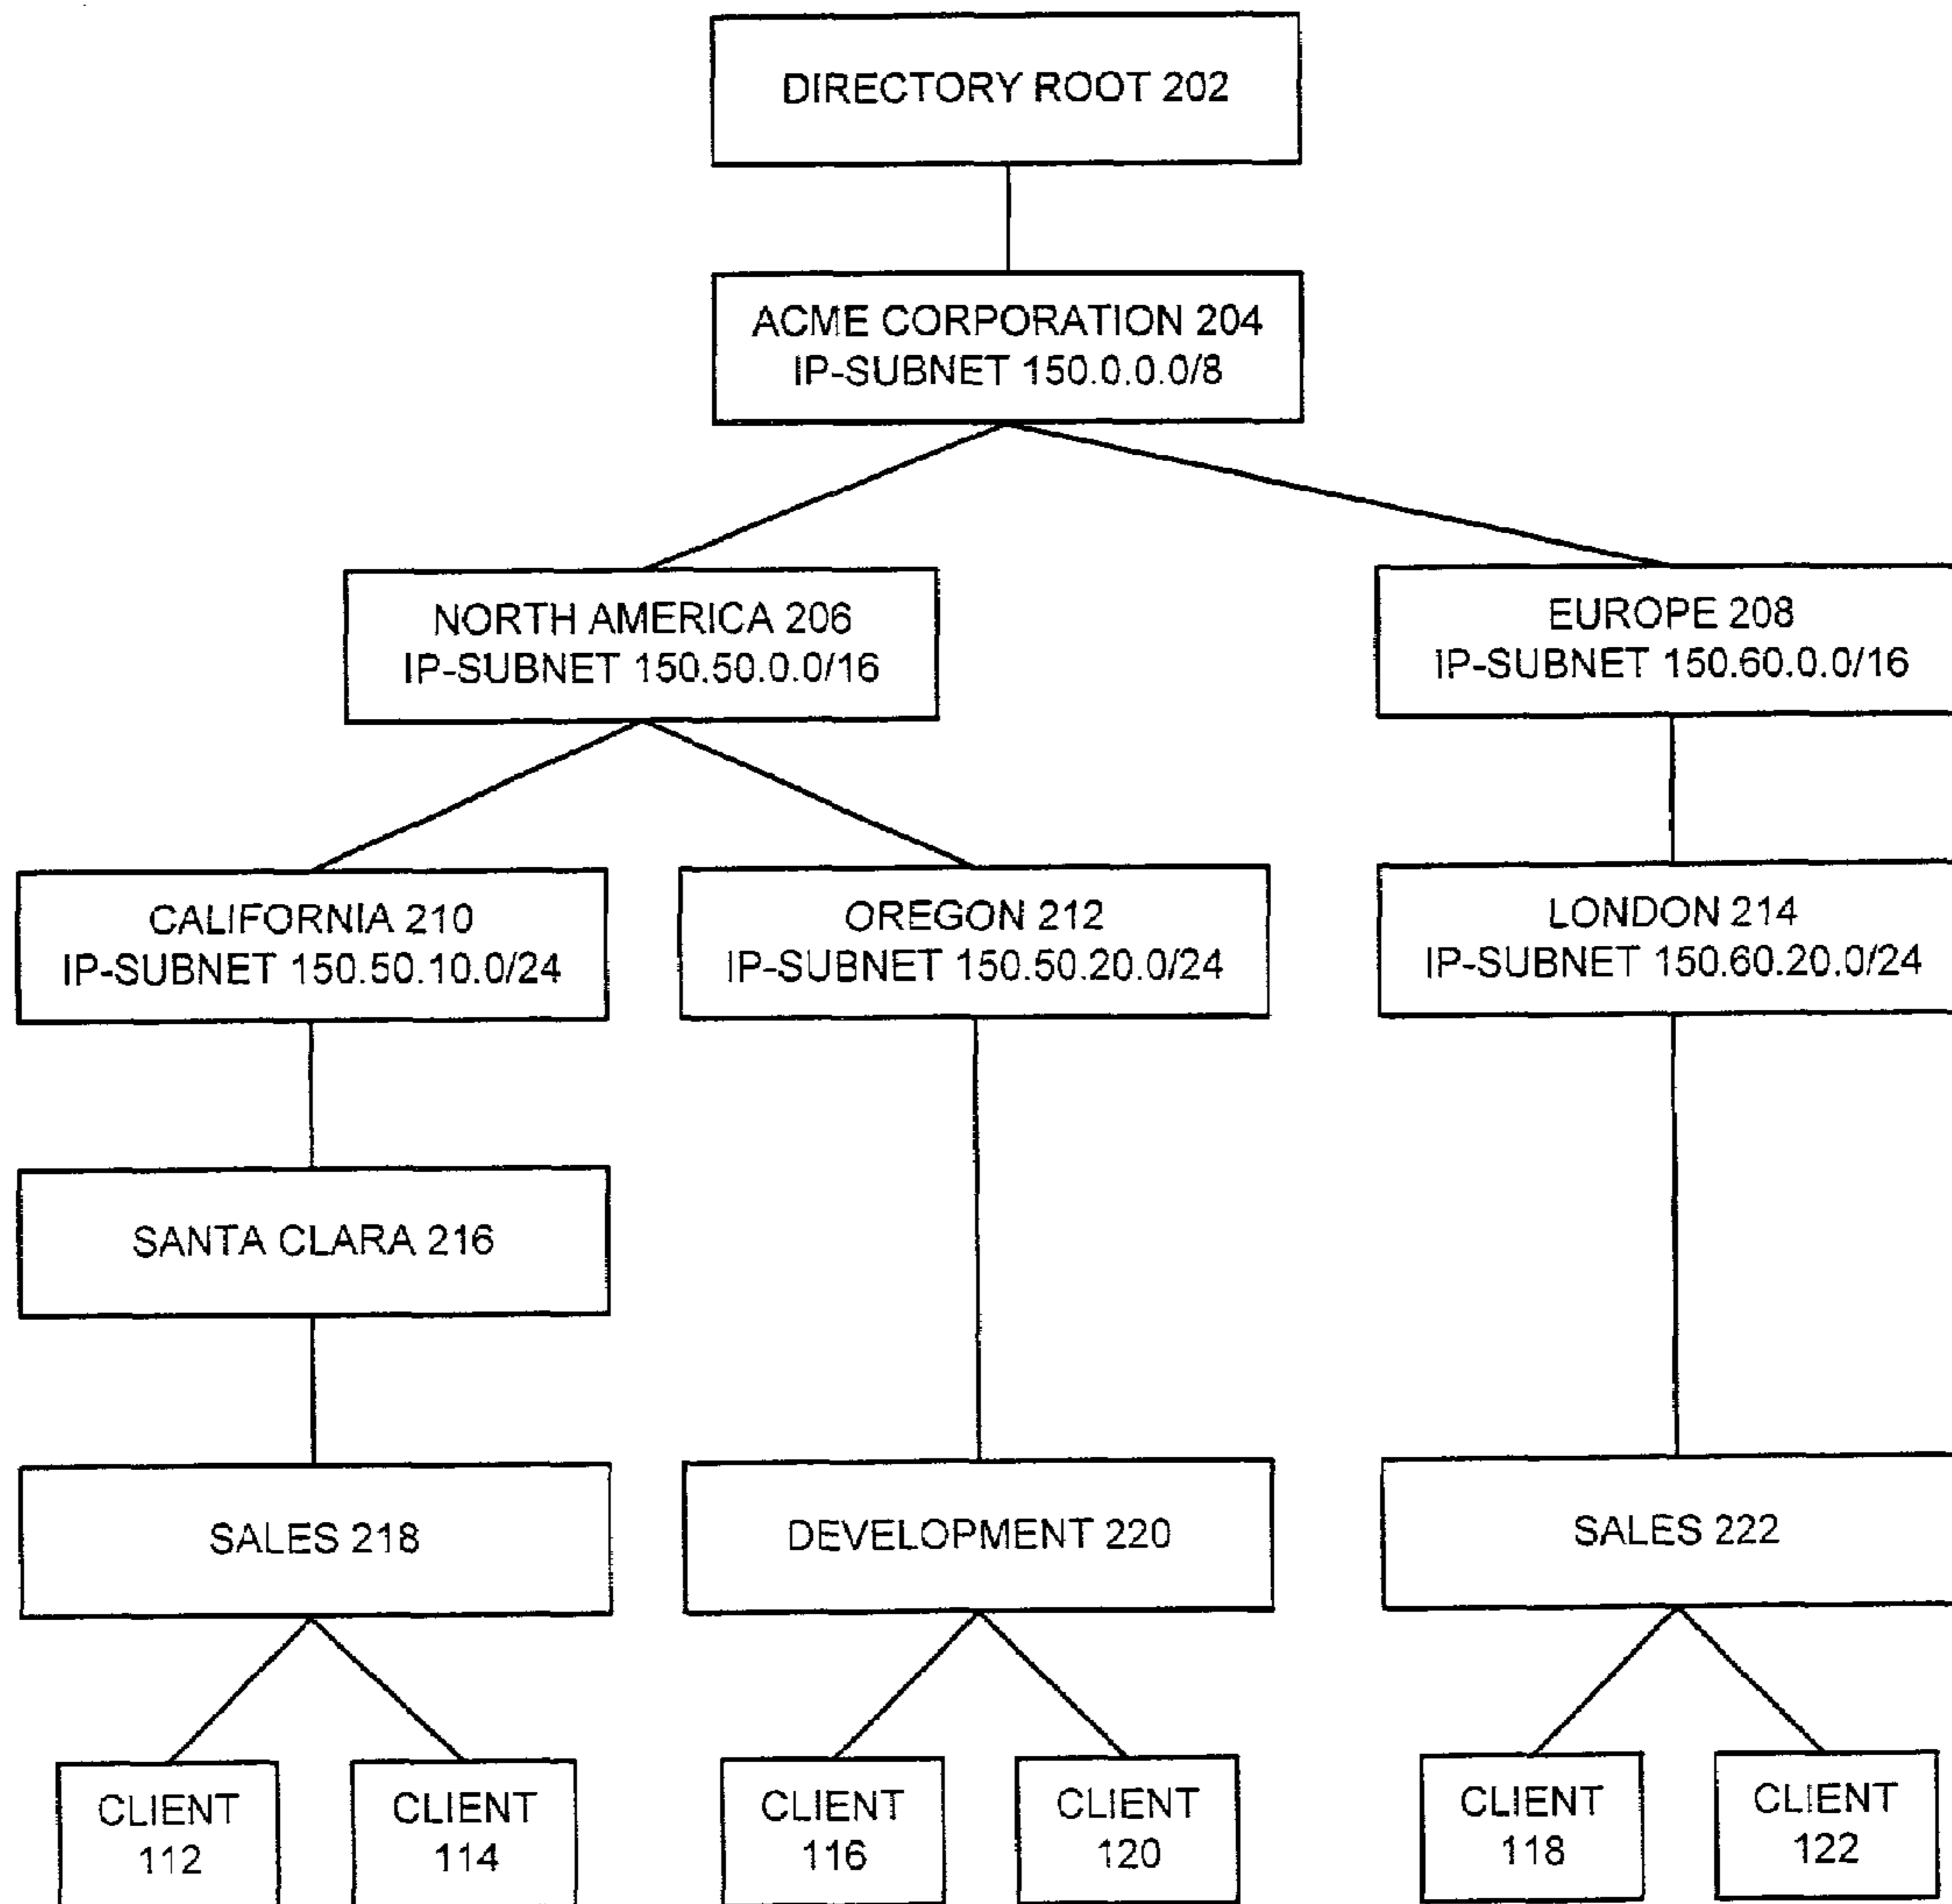 DIRECTORY ROOT 202
ACME CORPORATION 204
IP-SUBNET 150.0.0.0/8
NORTH AMERICA 206
IP-SUBNET 150.50.0.0/16
EUROPE 208
IP-SUBNET 150.60.0.0/16
CALIFORNIA 210
IP-SUBNET 150.50.10.0/24
OREGON 212
IP-SUBNET 150.50.20.0/24
LONDON 214
IP-SUBNET 150.60.20.0/24
SANTA CLARA 216
SALES 218
DEVELOPMENT 220
SALES 222
CLIENT
112
CLIENT
114
CLIENT
116
CLIENT
120
CLIENT
118
CLIENT
122